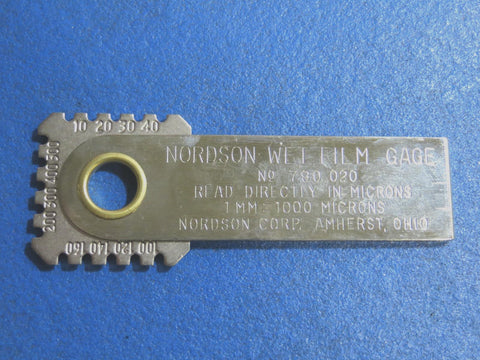 10 20 30 40
200 300 400 500
160 140 120 100
NORDSON WET FILM GAGE
No 790 020
READ DIRECTLY IN MICRONS
1 MM = 1000 MICRONS
NORDSON CORP. AMHERST, OHIO